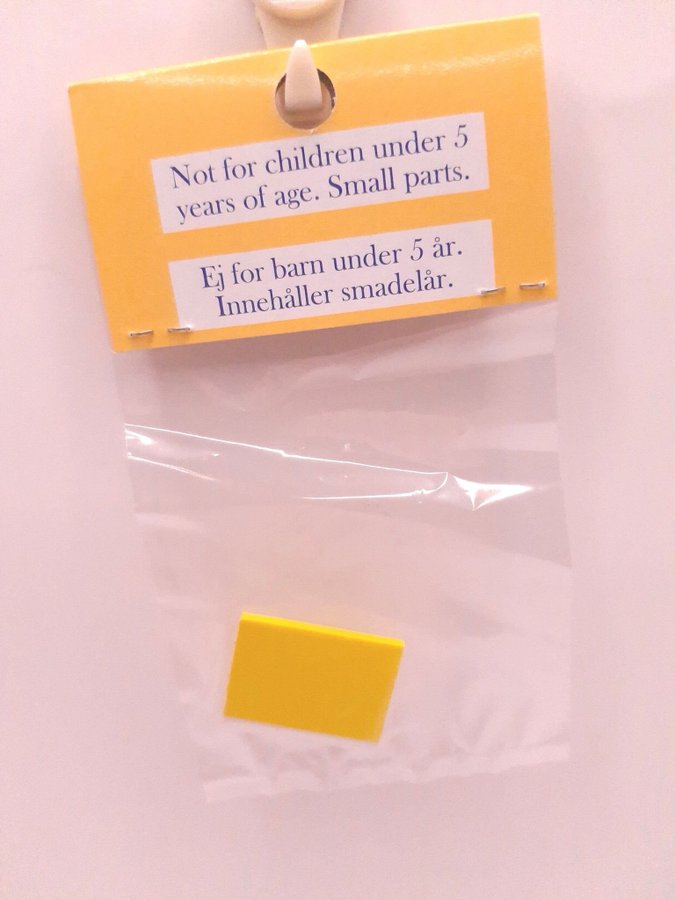 Not for children under 5
years of age. Small parts.
Ej for barn under 5 år.
Innehåller smadelår.